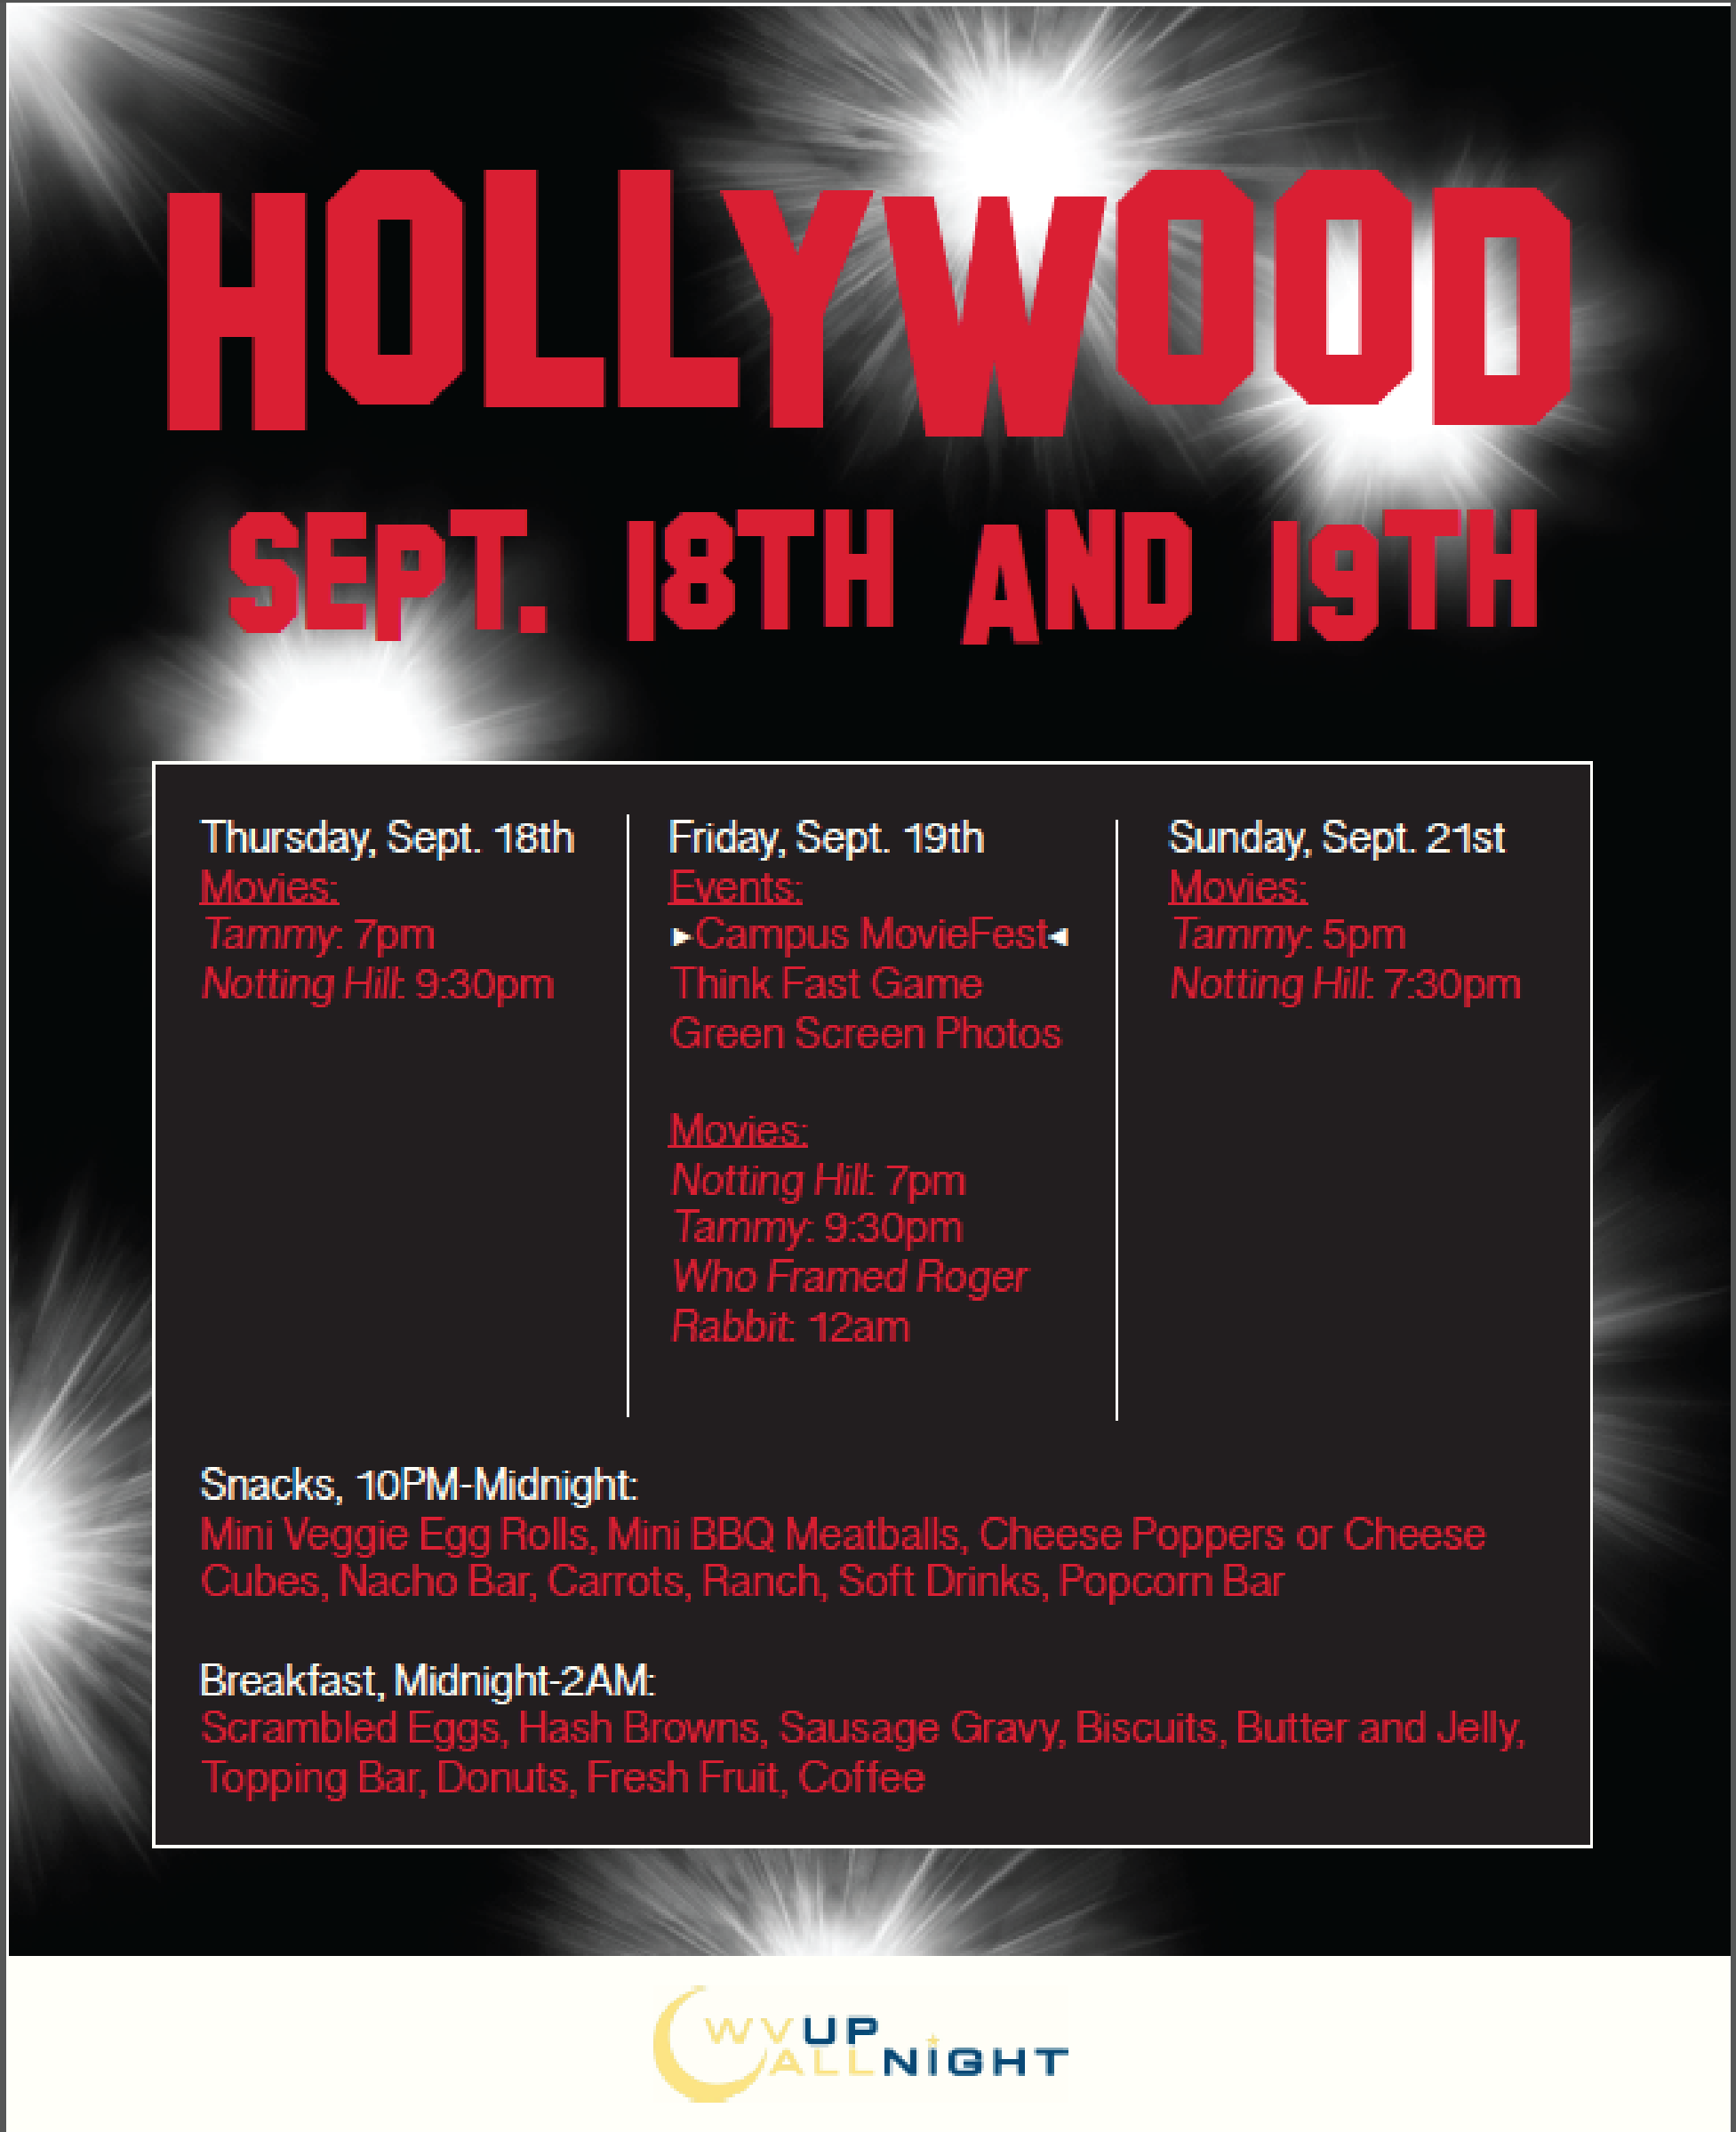 HOLLYWOOD
SEPT. 18TH AND 19TH
Thursday, Sept. 18th
Movies:
Tammy: 7pm
Notting Hill: 9:30pm
Friday, Sept. 19th
Events:
▶Campus MovieFest◀
Think Fast Game
Green Screen Photos
Movies:
Notting Hill: 7pm
Tammy: 9:30pm
Who Framed Roger
Rabbit: 12am
Sunday, Sept. 21st
Movies:
Tammy: 5pm
Notting Hill: 7:30pm
Snacks, 10PM-Midnight:
Mini Veggie Egg Rolls, Mini BBQ Meatballs, Cheese Poppers or Cheese
Cubes, Nacho Bar, Carrots, Ranch, Soft Drinks, Popcorn Bar
Breakfast, Midnight-2AM:
Scrambled Eggs, Hash Browns, Sausage Gravy, Biscuits, Butter and Jelly,
Topping Bar, Donuts, Fresh Fruit, Coffee
WVUP
ALLNIGHT